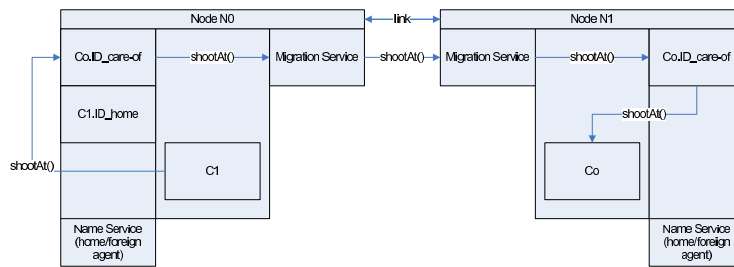 Node N0
link
Node N1
Co.ID_care-of
shootAt()
Migration Service
shootAt()
Migration Service
shootAt()
Co.ID_care-of
C1.ID_home
shootAt()
shootAt()
C1
Co
Name Service
(home/foreign
agent)
Name Service
(home/foreign
agent)